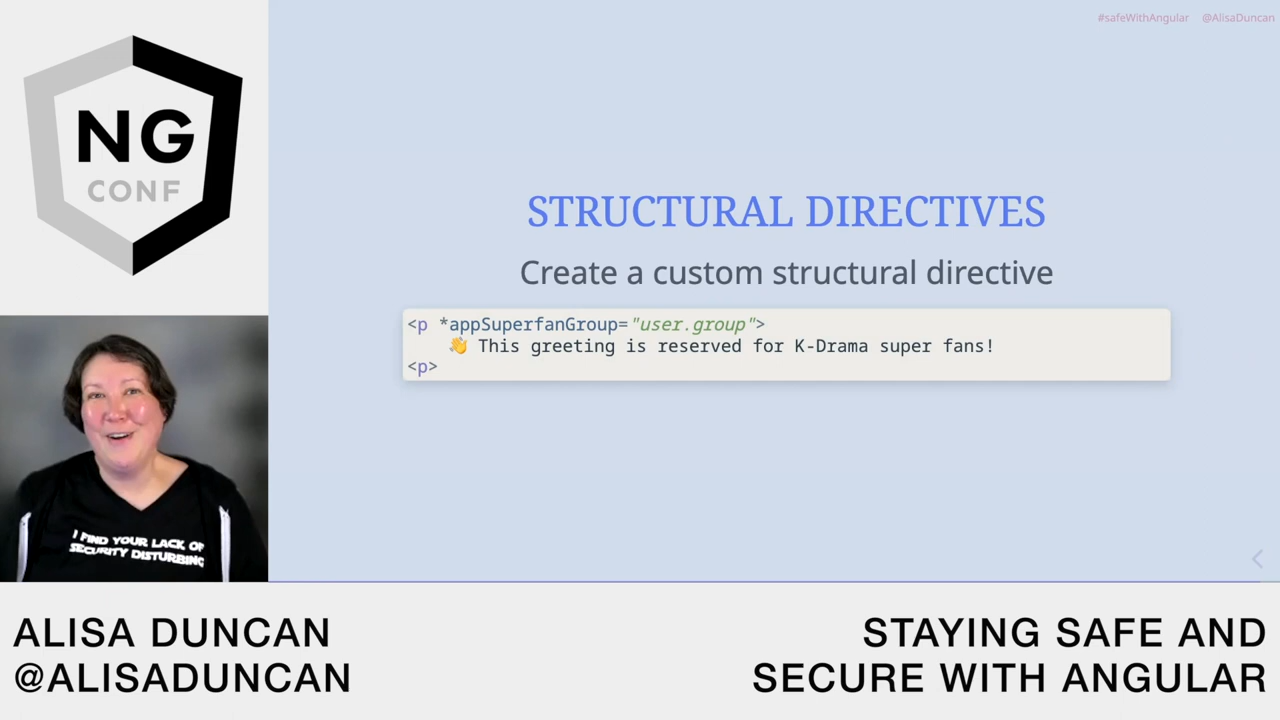 #safeWithAngular @AlisaDuncan
NG
CONF
STRUCTURAL DIRECTIVES
Create a custom structural directive
<p *appSuperfanGroup="user.group">
👋 This greeting is reserved for K-Drama super fans!
<p>
I FIND YOUR LACK OF
SECURITY DISTURBING
ALISA DUNCAN
@ALISADUNCAN
STAYING SAFE AND
SECURE WITH ANGULAR